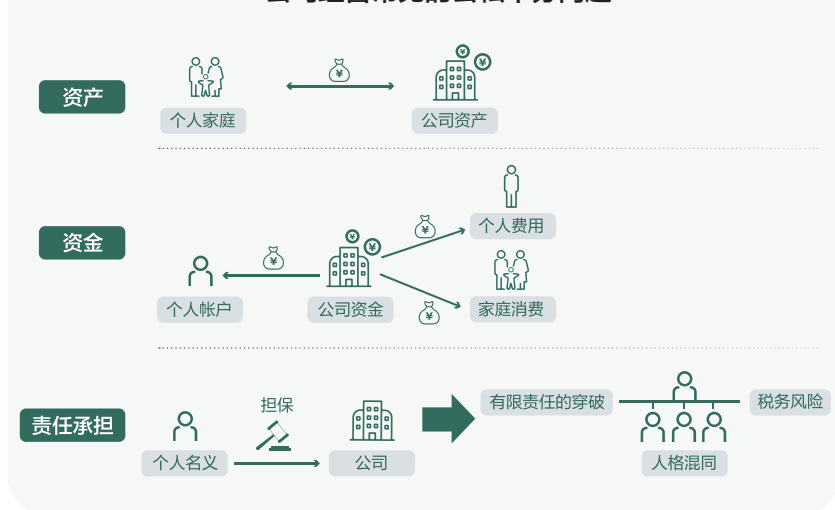 资产
个人家庭
公司资产
资金
个人费用
个人帐户
公司资金
家庭消费
责任承担
担保
个人名义
公司
有限责任的穿破
税务风险
人格混同